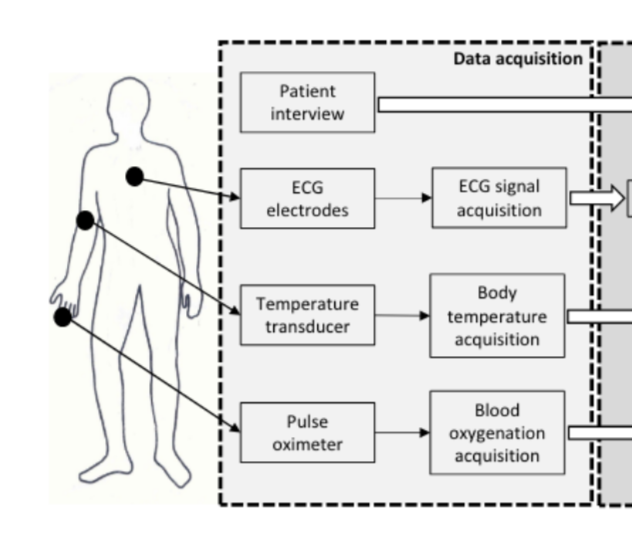 Data acquisition
Patient
interview
ECG
electrodes
ECG signal
acquisition
Temperature
transducer
Body
temperature
acquisition
Pulse
oximeter
Blood
oxygenation
acquisition